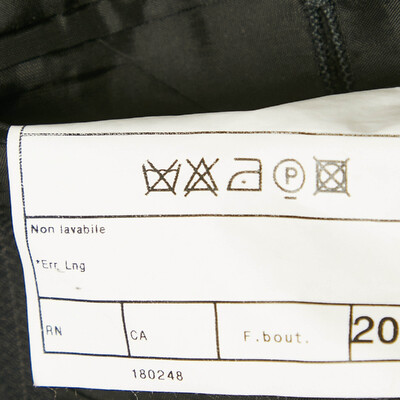 P
Non lavabile
*Err_Lng
RN
CA
F.bout.
20
180248